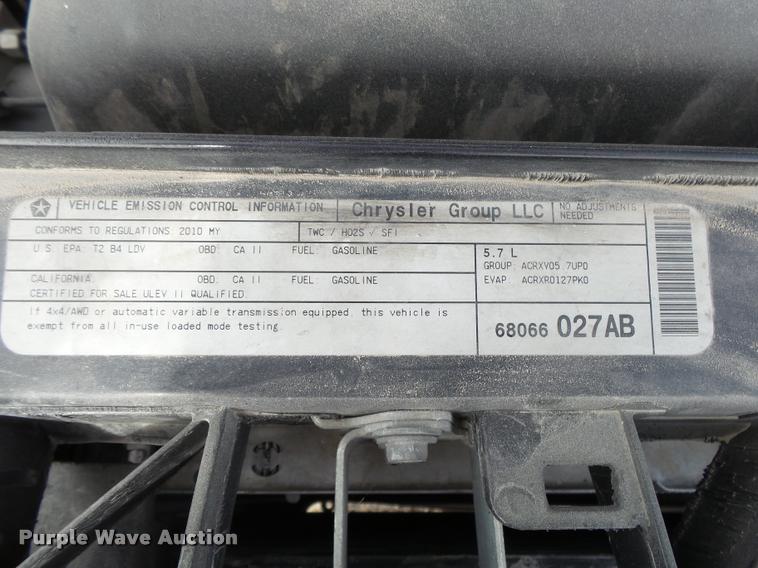 VEHICLE EMISSION CONTROL INFORMATION Chrysler Group LLC NO ADJUSTMENTS NEEDED
CONFORMS TO REGULATIONS: 2010 MY TWC / HO2S / SFI
U.S. EPA: T2 B4 LDV OBD: CA II FUEL: GASOLINE
5.7 L
GROUP: ACRXV05.7UP0
CALIFORNIA: OBD: CA II FUEL: GASOLINE EVAP: ACRXR0127PK0
CERTIFIED FOR SALE ULEV II QUALIFIED
If 4x4/AWD or automatic variable transmission equipped, this vehicle is
exempt from all in-use loaded mode testing.
68066 027AB
Purple Wave Auction